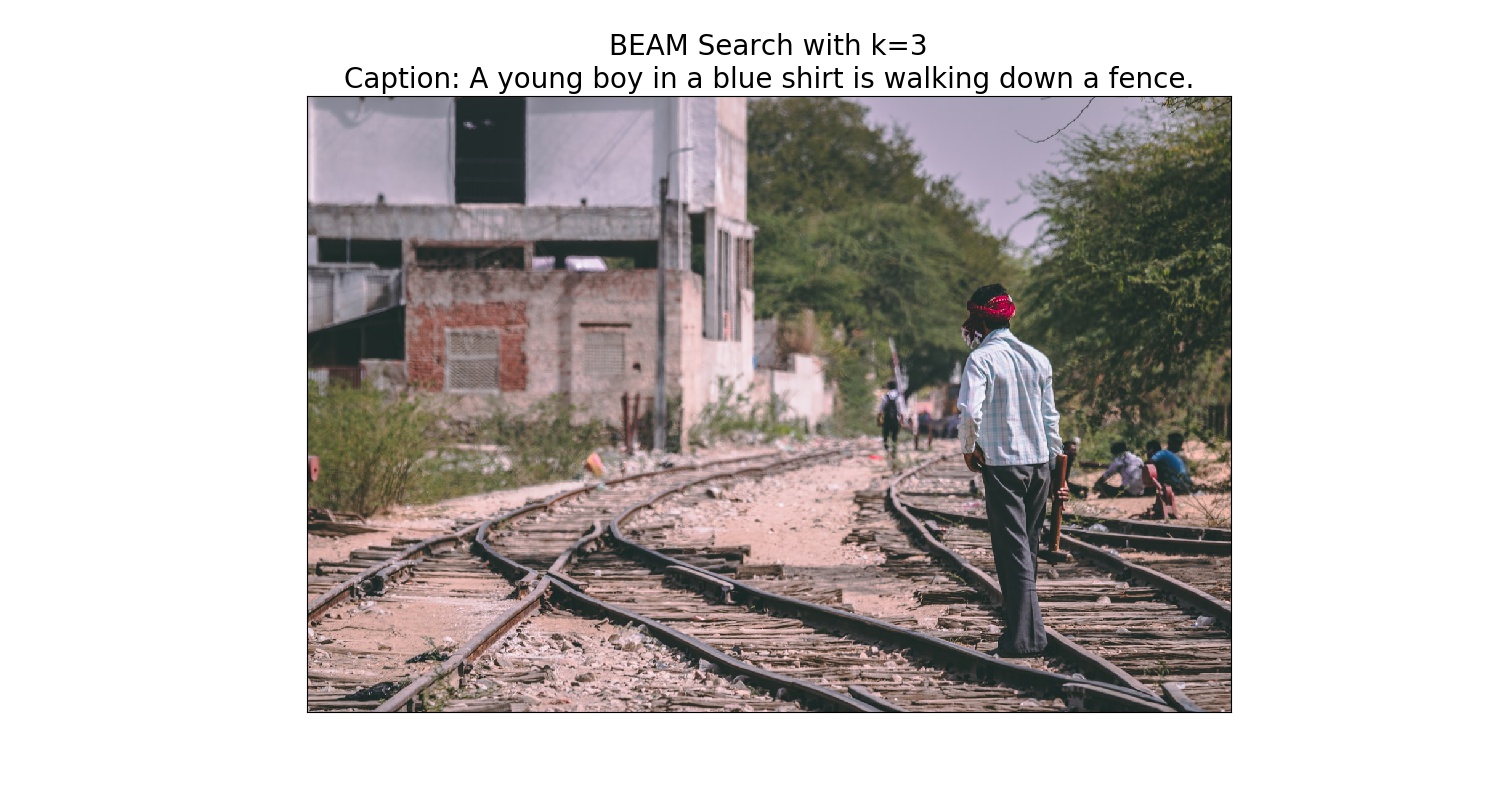 BEAM Search with k=3
Caption: A young boy in a blue shirt is walking down a fence.